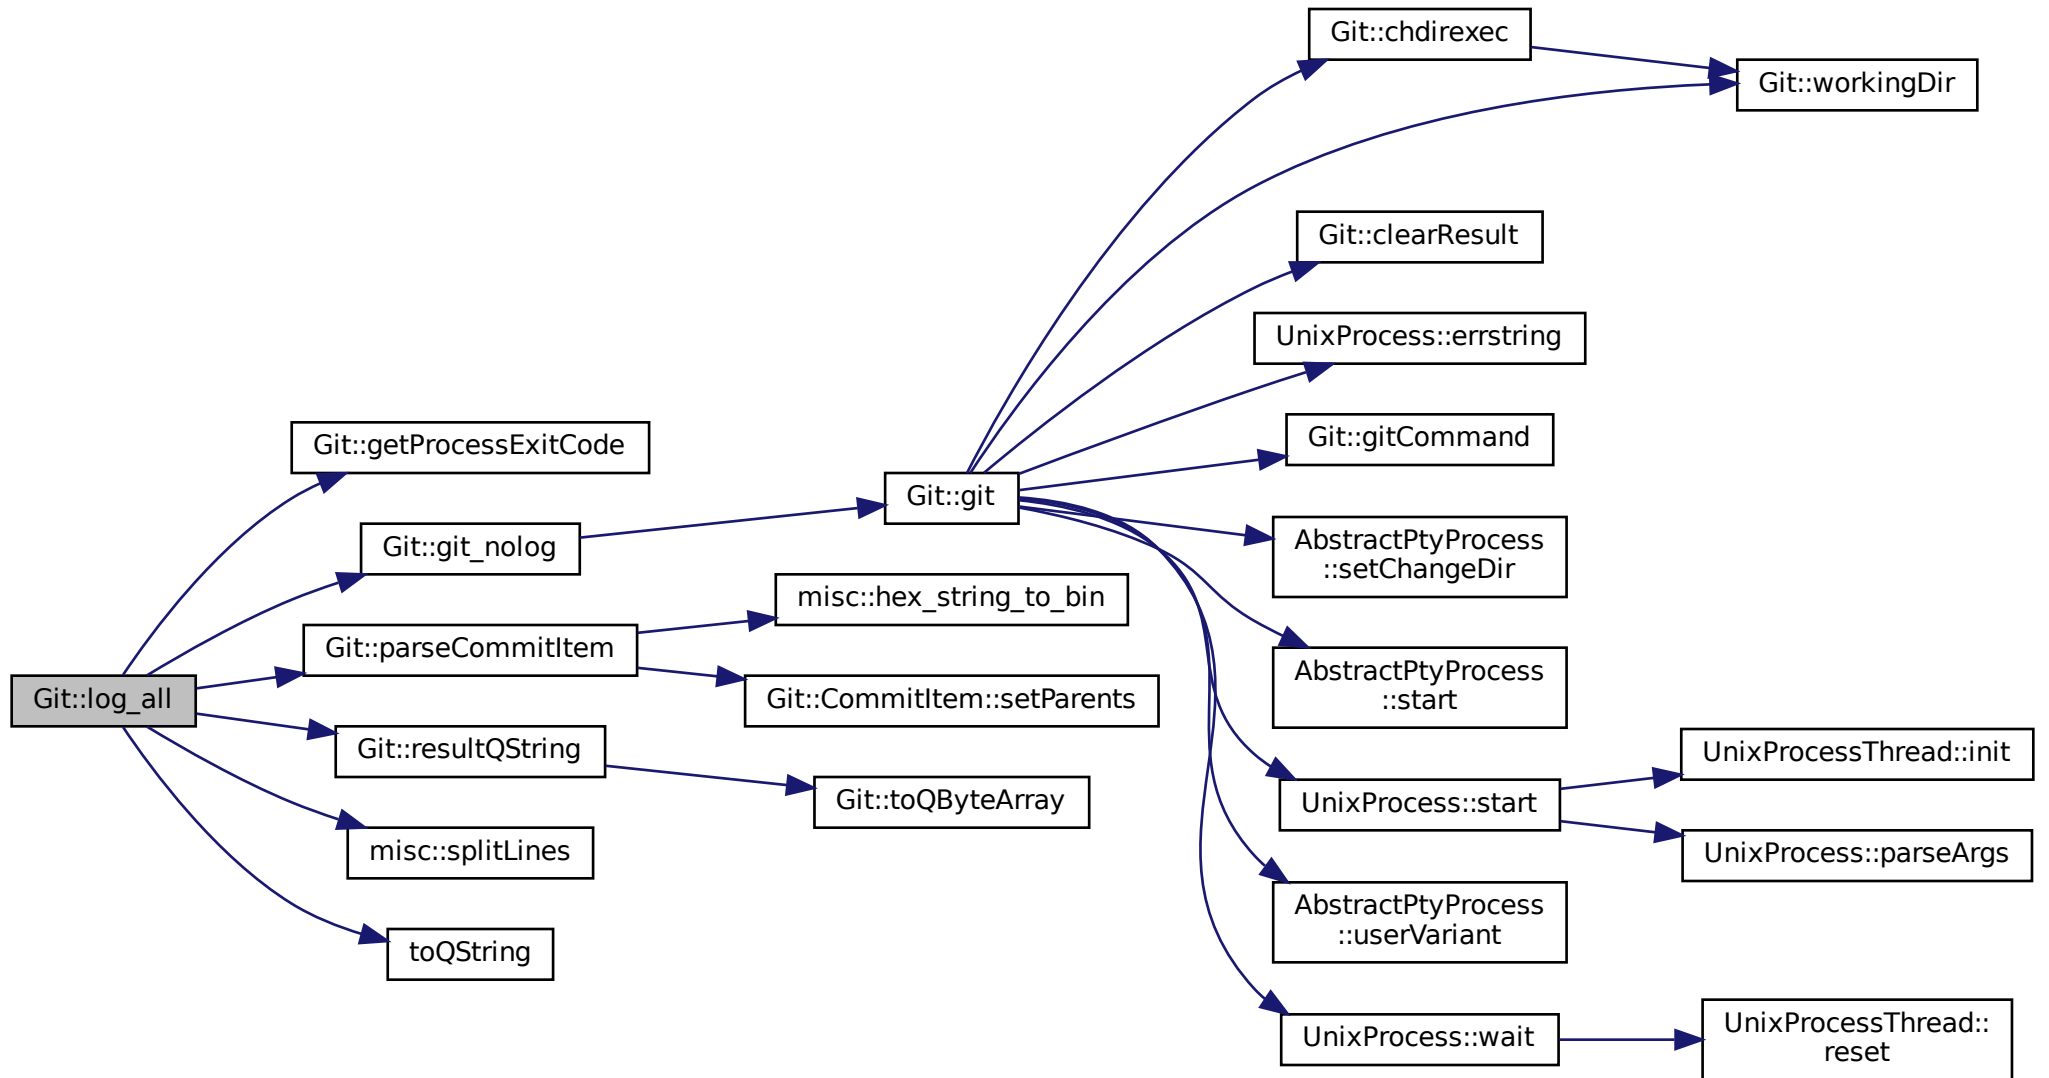 Git::chdirexec
Git::workingDir
Git::clearResult
UnixProcess::errstring
Git::gitCommand
Git::getProcessExitCode
Git::git
Git::git_nolog
AbstractPtyProcess
::setChangeDir
misc::hex_string_to_bin
Git::parseCommitItem
AbstractPtyProcess
::start
Git::log_all
Git::CommitItem::setParents
Git::resultQString
UnixProcessThread::init
Git::toQByteArray
UnixProcess::start
misc::splitLines
UnixProcess::parseArgs
AbstractPtyProcess
::userVariant
toQString
UnixProcess::wait
UnixProcessThread::
reset